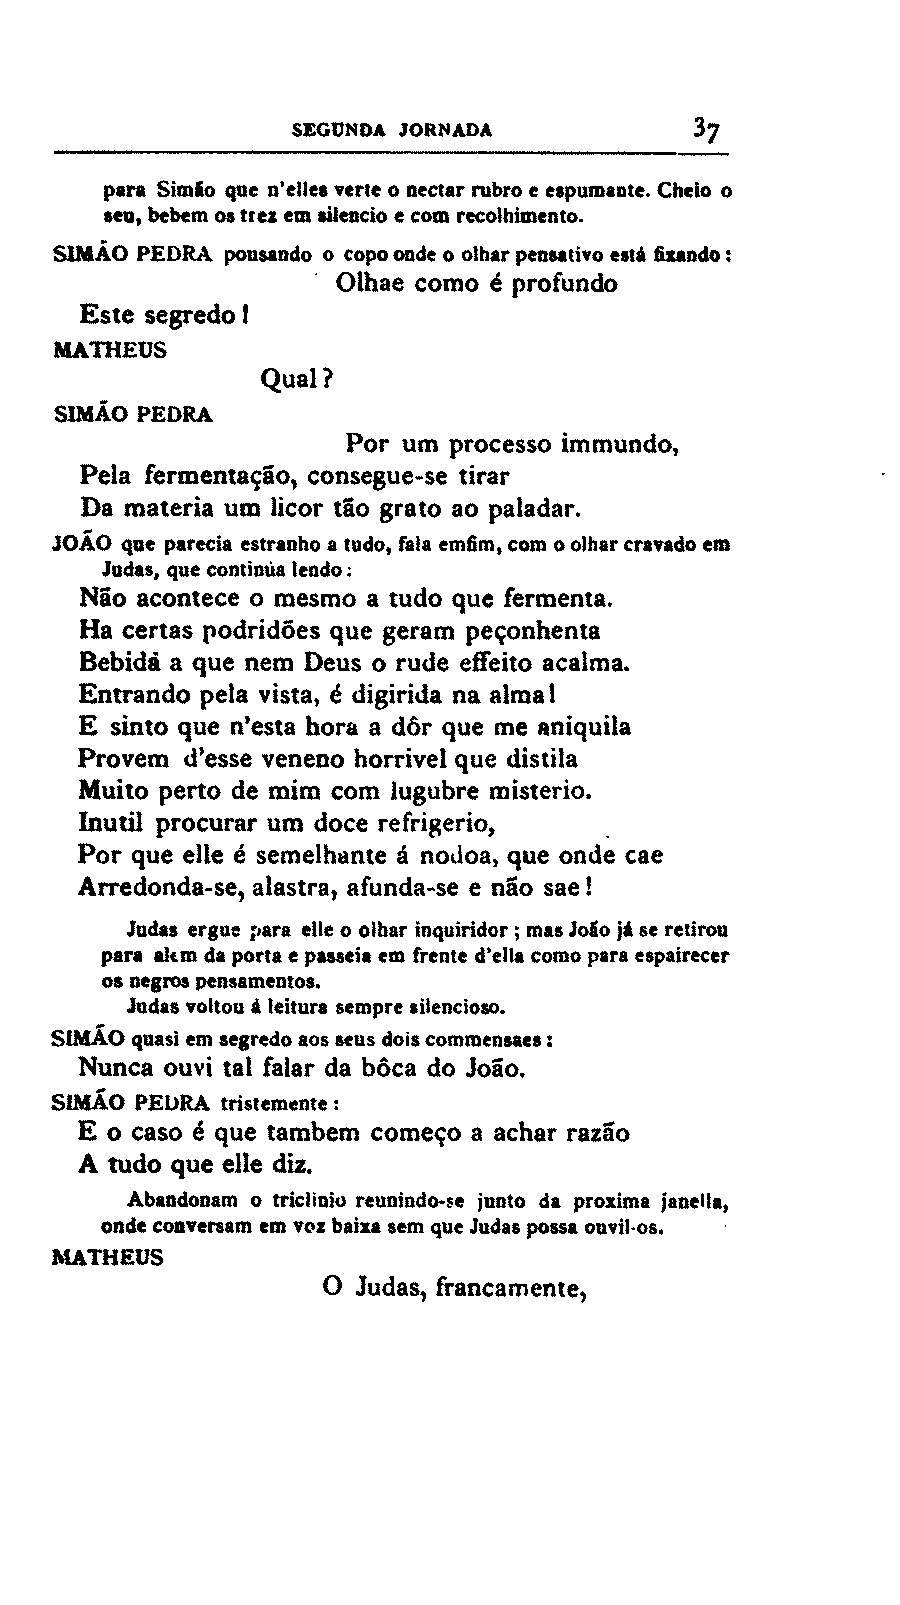 SEGUNDA JORNADA 37
para Simão que n'elles verte o nectar rubro e espumante. Cheio o
seu, bebem os trez em silencio e com recolhimento.
SIMÃO PEDRA pousando o copo onde o olhar pensativo está fixando:
Olhae como é profundo
Este segredo!
MATHEUS
Qual?
SIMÃO PEDRA
Por um processo immundo,
Pela fermentação, consegue-se tirar
Da materia um licor tão grato ao paladar.
JOÃO que parecia estranho a tudo, fala emfim, com o olhar cravado em
Judas, que continúa lendo:
Não acontece o mesmo a tudo que fermenta.
Ha certas podridões que geram peçonhenta
Bebida a que nem Deus o rude effeito acalma.
Entrando pela vista, é digirida na alma!
E sinto que n'esta hora a dôr que me aniquila
Provem d'esse veneno horrivel que distila
Muito perto de mim com lugubre misterio.
Inutil procurar um doce refrigerio,
Por que elle é semelhante á nodoa, que onde cae
Arredonda-se, alastra, afunda-se e não sae!
Judas ergue para elle o olhar inquiridor; mas João já se retirou
para alem da porta e passeia em frente d'ella como para espairecer
os negros pensamentos.
Judas voltou á leitura sempre silencioso.
SIMÃO quasi em segredo aos seus dois commensaes:
Nunca ouvi tal falar da bôca do João.
SIMÃO PEDRA tristemente:
E o caso é que tambem começo a achar razão
A tudo que elle diz.
Abandonam o triclinio reunindo-se junto da proxima janella,
onde conversam em voz baixa sem que Judas possa ouvil-os.
MATHEUS
O Judas, francamente,